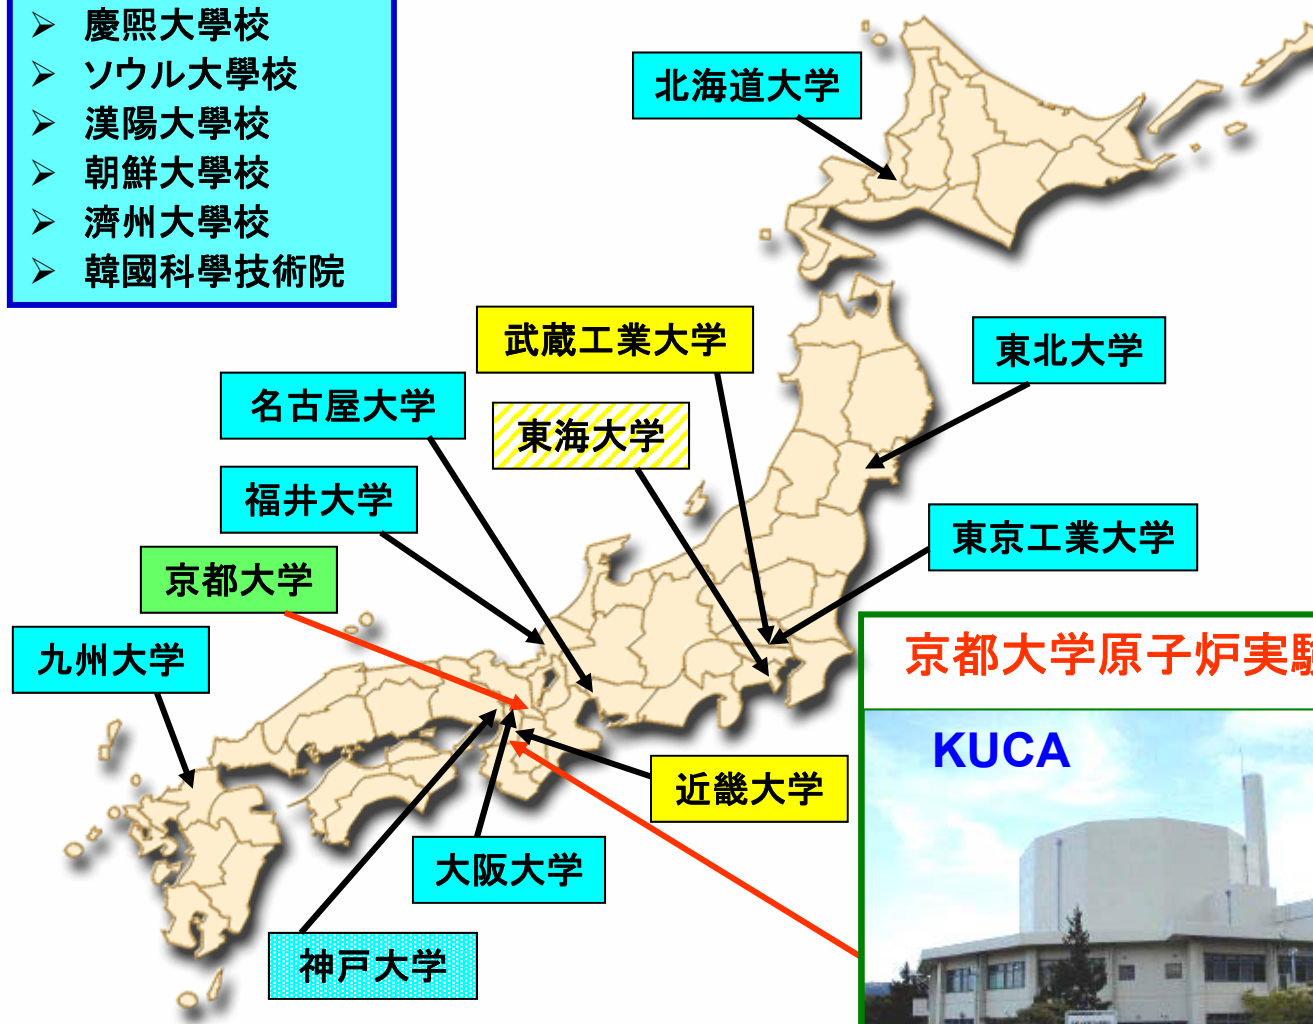 慶熙大學校
ソウル大學校
漢陽大學校
朝鮮大學校
濟州大學校
韓國科學技術院
北海道大学
武蔵工業大学
東北大学
名古屋大学
東海大学
福井大学
東京工業大学
京都大学
九州大学
京都大学原子炉実験
KUCA
近畿大学
大阪大学
神戸大学